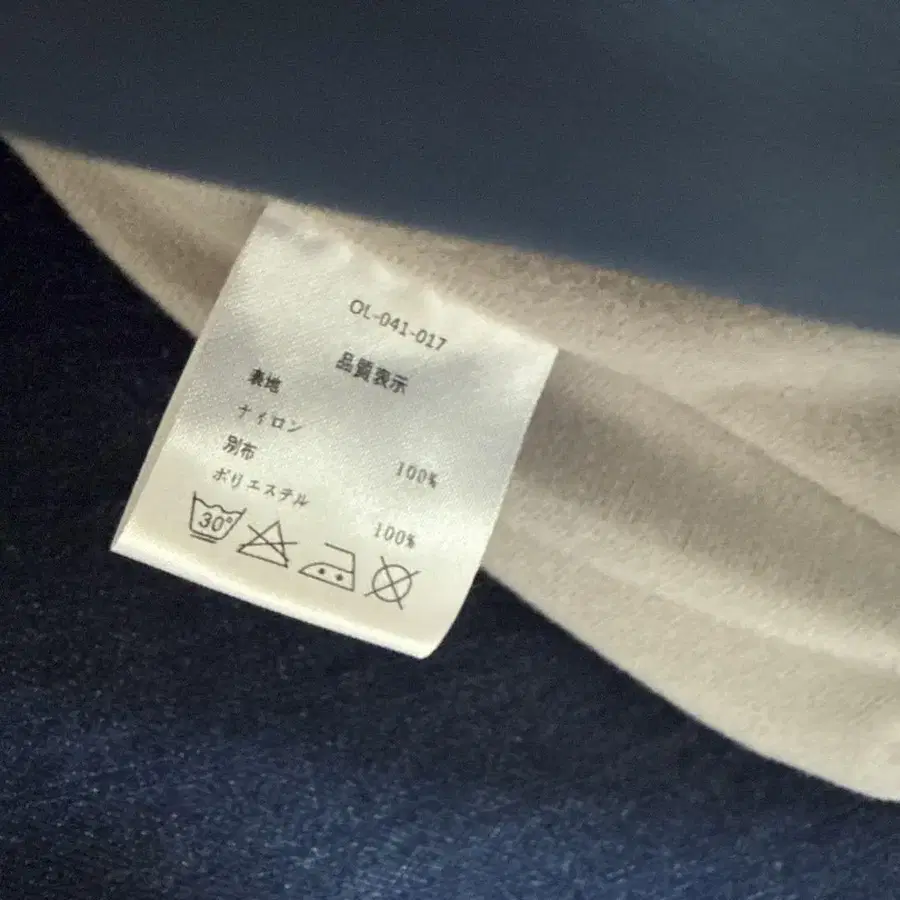 OL-041-017
品質表示
表地
ナイロン
100%
別布
ポリエステル
100%
30°